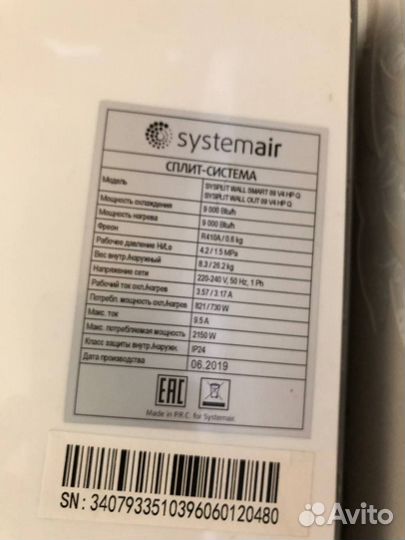 systemair
СПЛИТ-СИСТЕМА
Модель SYSPLIT WALL SMART 09 V4 HP Q
SYSPLIT WALL OUT 09 V4 HP Q
Мощность охлаждения 9 000 Btu/h
Мощность нагрева 9 000 Btu/h
Фреон R410A / 0.6 kg
Рабочее давление H/Lo 4.2 / 1.5 MPa
Вес внутр./наружный 8.3 / 26.2 kg
Напряжение сети 220-240 V, 50 Hz, 1 Ph
Рабочий ток охл./нагрев 3.57 / 3.17 A
Потребл. мощность охл./нагрев 821/730 W
Макс. ток 9.5 A
Макс. потребляемая мощность 2150 W
Класс защиты внутр./наружн. IP24
Дата производства 06.2019
EAC
Made in P.R.C. for Systemair.
SN: 3407933510396060120480
Avito